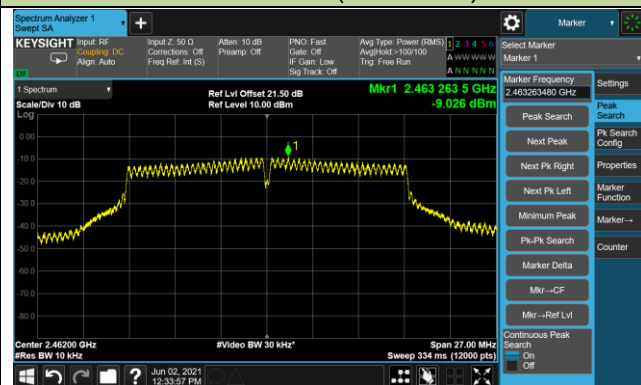 Spectrum Analyzer 1
Swept SA
Marker
KEYSIGHT
Input: RF
Coupling: DC
Align: Auto
Input Z: 50 Ω
Corrections: Off
Freq Ref: Int (S)
Atten: 10 dB
Preamp: Off
PNO: Fast
Gate: Off
IF Gain: Low
Sig Track: Off
Avg Type: Power (RMS)
Avg|Hold >100/100
Trig: Free Run
1 2 3 4 5 6
A W W W W W
A N N N N N
LXI
Select Marker
Marker 1
1 Spectrum
Scale/Div 10 dB
Log
Ref Lvl Offset 21.50 dB
Ref Level 10.00 dBm
Mkr1 2.463 263 5 GHz
-9.026 dBm
1
0.00
-10.0
-20.0
-30.0
-40.0
-50.0
-60.0
-70.0
-80.0
Center 2.46200 GHz
#Res BW 10 kHz
#Video BW 30 kHz*
Span 27.00 MHz
Sweep 334 ms (12000 pts)
Marker Frequency
2.463263480 GHz
Peak Search
Next Peak
Next Pk Right
Next Pk Left
Minimum Peak
Pk-Pk Search
Marker Delta
Mkr→CF
Mkr→Ref Lvl
Continuous Peak
Search
On
Off
Settings
Peak
Search
Pk Search
Config
Properties
Marker
Function
Marker→
Counter
Jun 02, 2021
12:33:57 PM